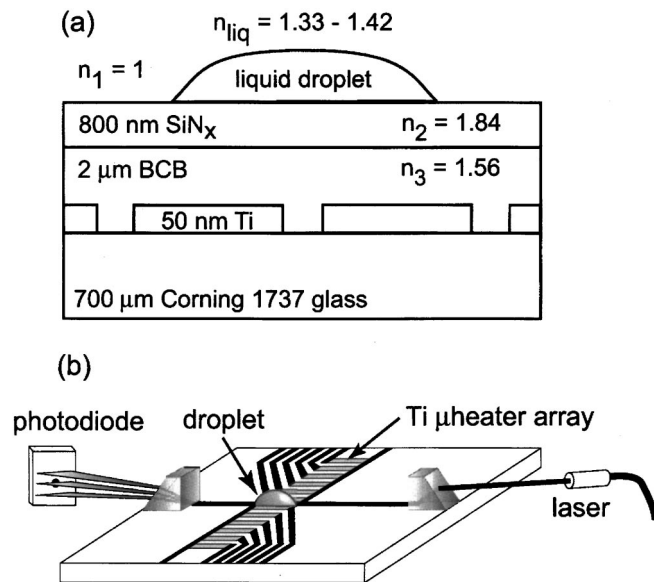 (a)
n_liq = 1.33 - 1.42
n_1 = 1
liquid droplet
800 nm SiN_x
n_2 = 1.84
2 μm BCB
n_3 = 1.56
50 nm Ti
700 μm Corning 1737 glass
(b)
photodiode
droplet
Ti μheater array
laser